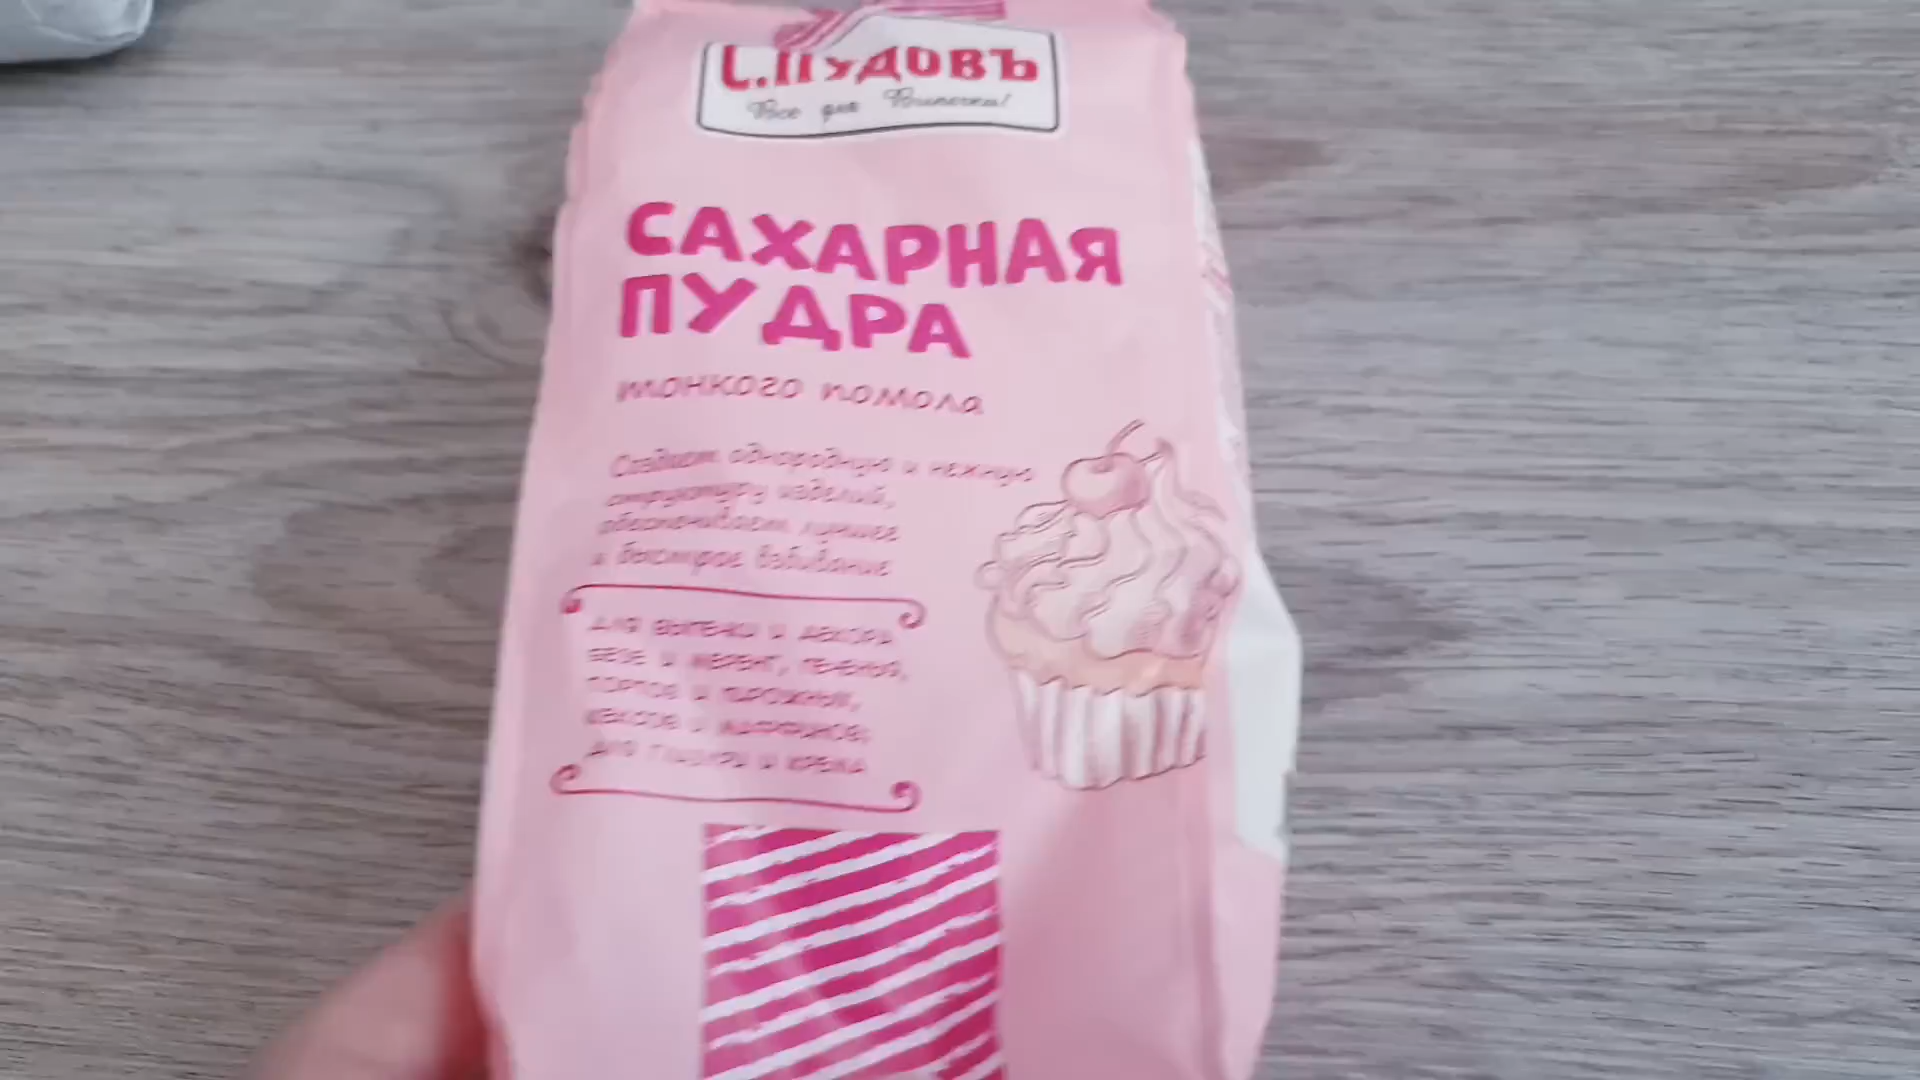 С.ПУДОВЪ
Все для Выпечки!
САХАРНАЯ
ПУДРА
тонкого помола
Создает однородную и нежную
структуру изделий,
обеспечивает лучшее
и быстрое взбивание
для выпечки и декора
безе и меренг, печенья,
тортов и пирожных,
кексов и маффинов;
для глазури и крема